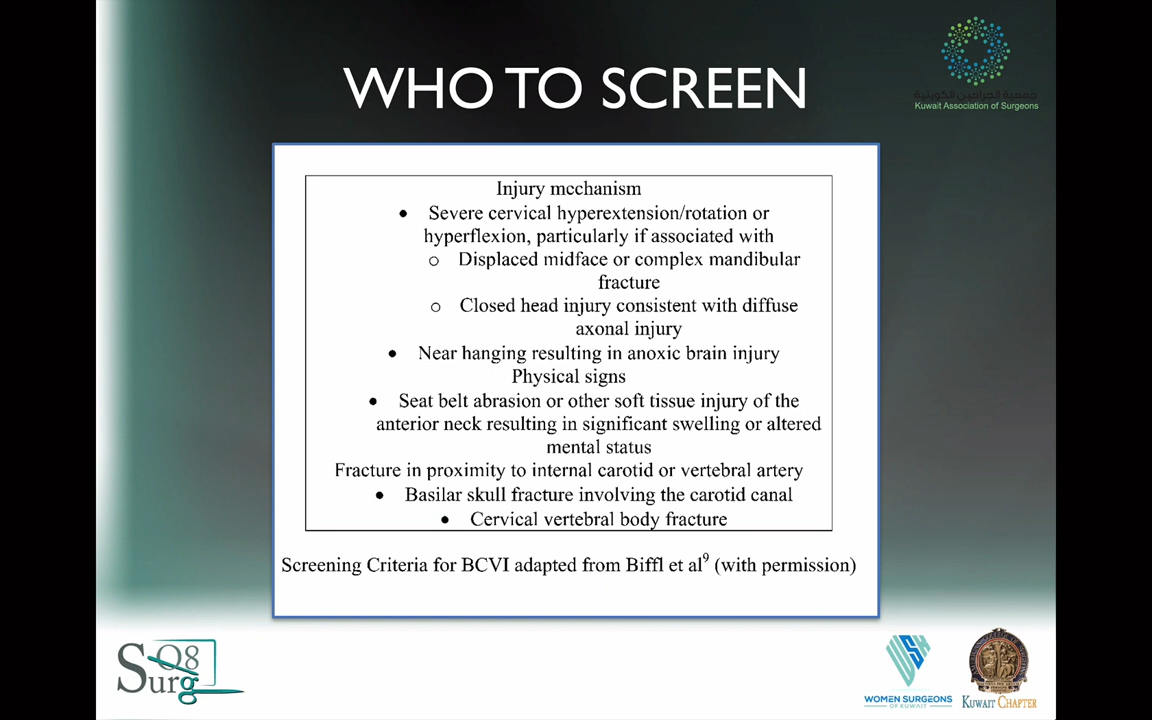 WHO TO SCREEN
جمعية الجراحين الكويتية
Kuwait Association of Surgeons
Injury mechanism
• Severe cervical hyperextension/rotation or
hyperflexion, particularly if associated with
o Displaced midface or complex mandibular
fracture
o Closed head injury consistent with diffuse
axonal injury
• Near hanging resulting in anoxic brain injury
Physical signs
• Seat belt abrasion or other soft tissue injury of the
anterior neck resulting in significant swelling or altered
mental status
Fracture in proximity to internal carotid or vertebral artery
• Basilar skull fracture involving the carotid canal
• Cervical vertebral body fracture
Screening Criteria for BCVI adapted from Biffl et al9 (with permission)
SurgQ8
WOMEN SURGEONS
OF KUWAIT
KUWAIT CHAPTER